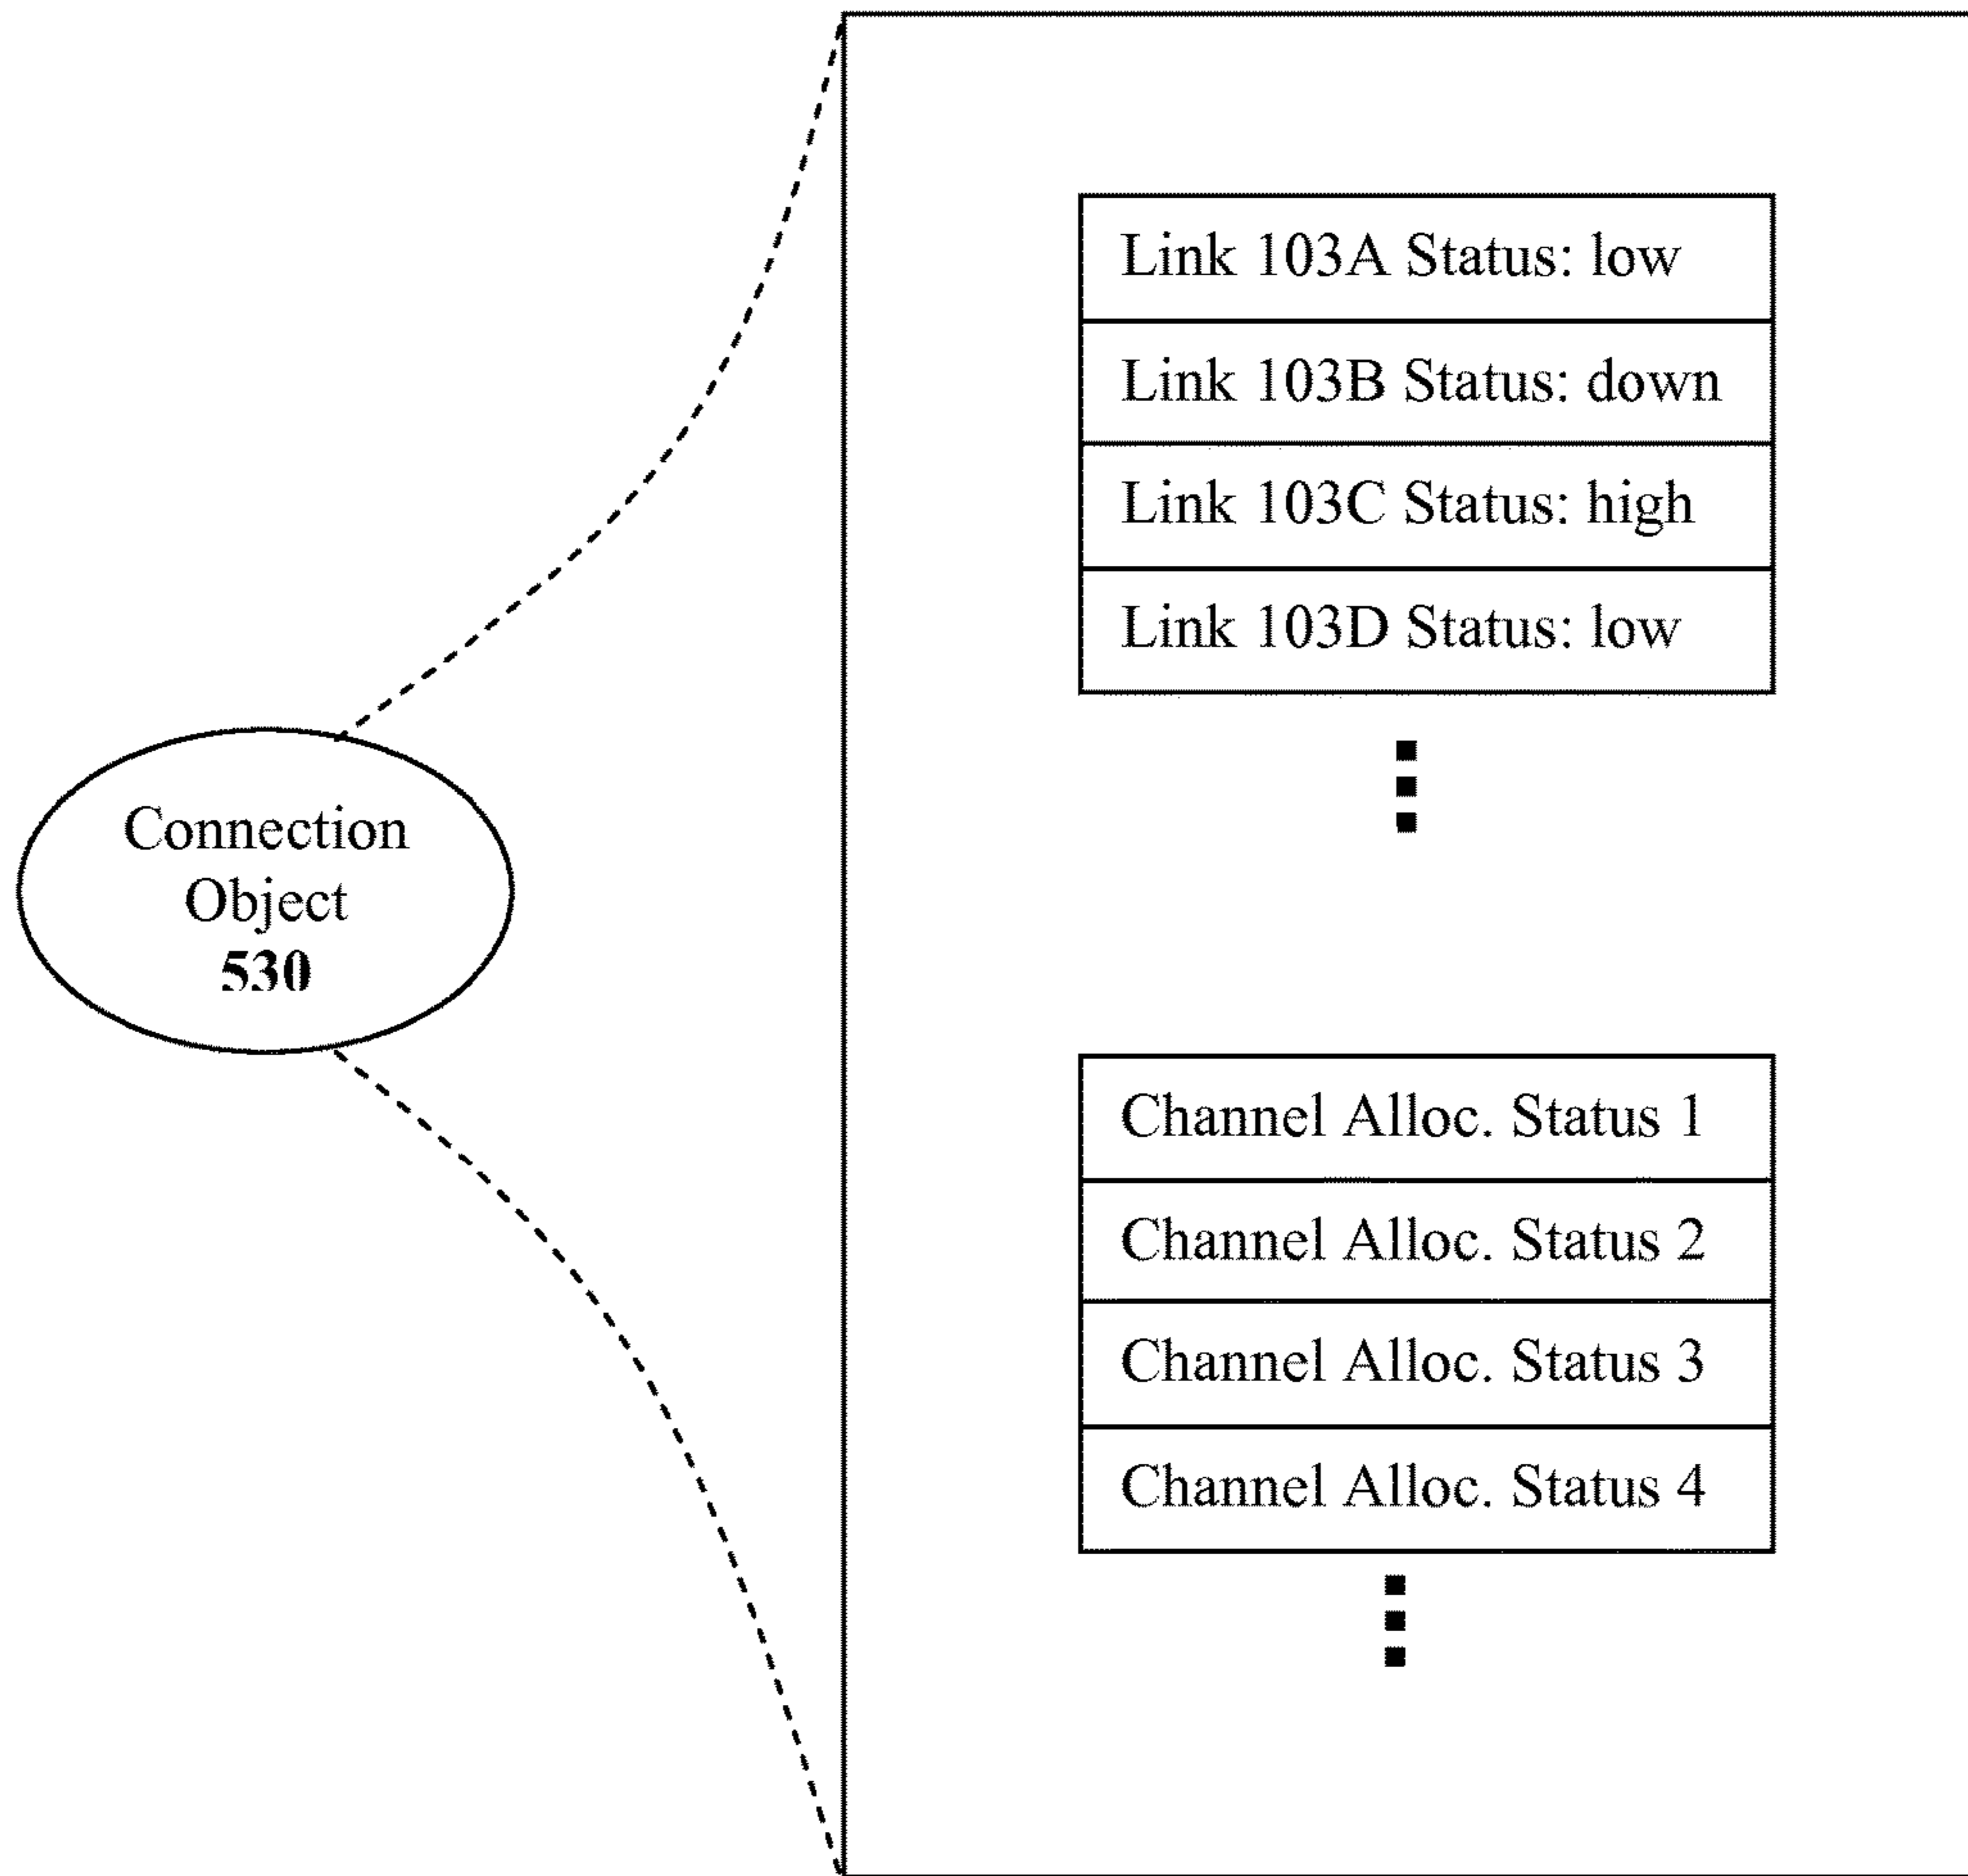 Link 103A Status: low
Link 103B Status: down
Link 103C Status: high
Link 103D Status: low
Connection
Object
530
Channel Alloc. Status 1
Channel Alloc. Status 2
Channel Alloc. Status 3
Channel Alloc. Status 4